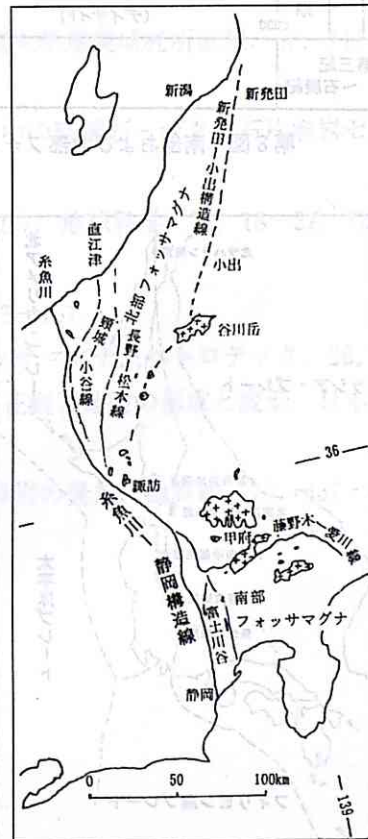 新潟
新発田
新発田―小出構造線
小出
谷川岳
直江津
糸魚川
北部フォッサマグナ
頚城
小谷線
長野―松本線
諏訪
糸魚川―静岡構造線
甲府
藤野木―愛川線
富士川谷
南部
フォッサマグナ
静岡
36
139
0 50 100km